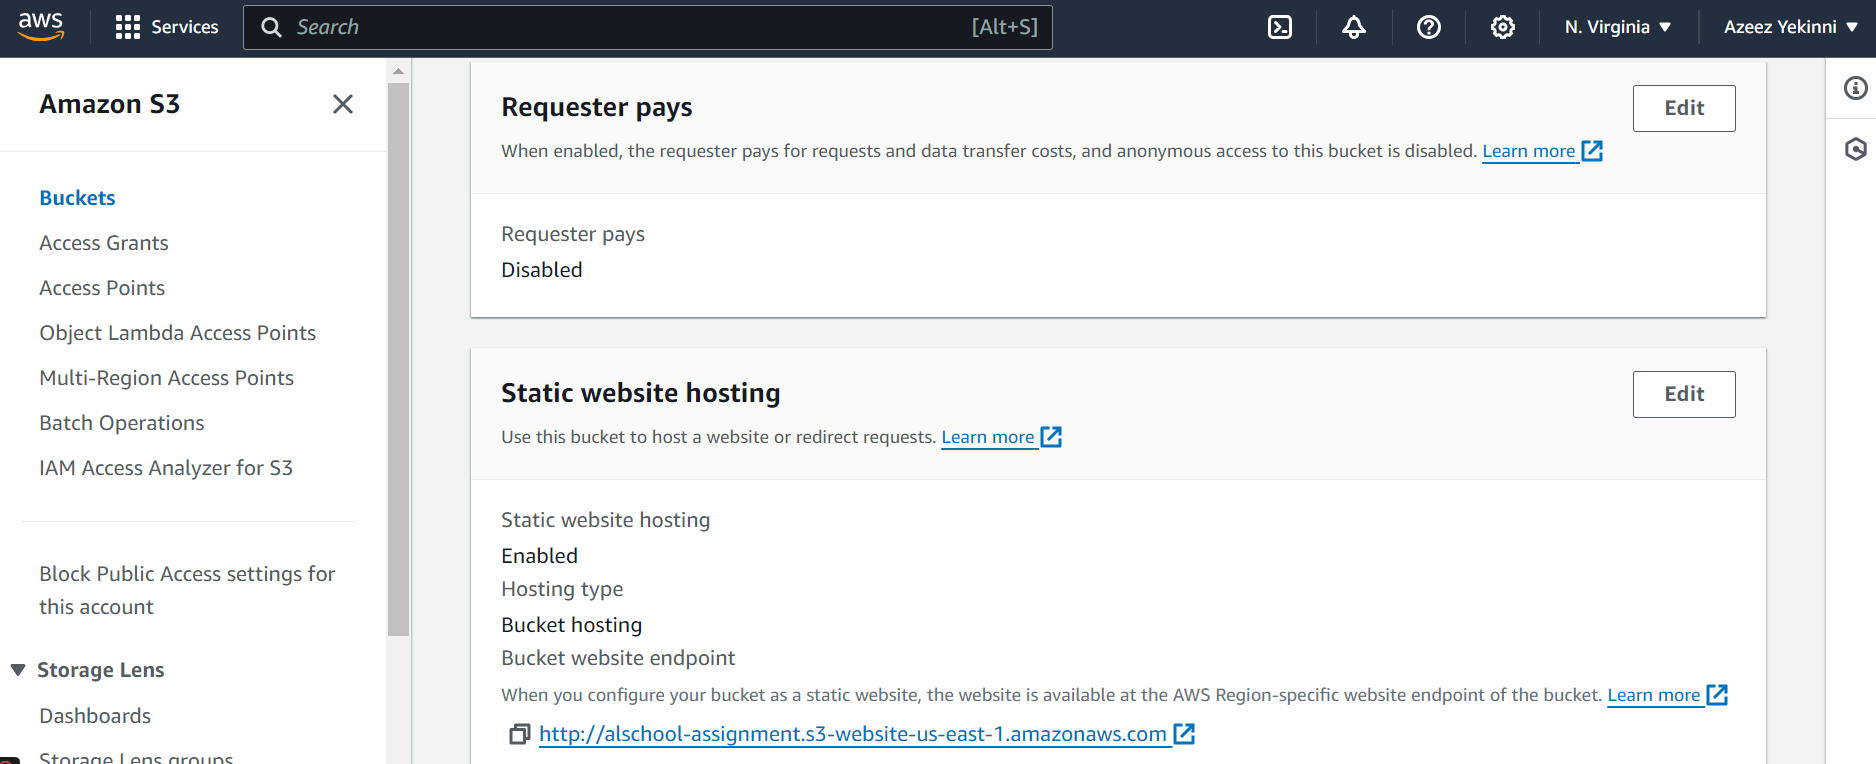 aws
Services
Search
[Alt+S]
N. Virginia
Azeez Yekinni
Amazon S3
Buckets
Access Grants
Access Points
Object Lambda Access Points
Multi-Region Access Points
Batch Operations
IAM Access Analyzer for S3
Block Public Access settings for
this account
Storage Lens
Dashboards
Storage Lens groups
Requester pays
Edit
When enabled, the requester pays for requests and data transfer costs, and anonymous access to this bucket is disabled. Learn more
Requester pays
Disabled
Static website hosting
Edit
Use this bucket to host a website or redirect requests. Learn more
Static website hosting
Enabled
Hosting type
Bucket hosting
Bucket website endpoint
When you configure your bucket as a static website, the website is available at the AWS Region-specific website endpoint of the bucket. Learn more
http://alschool-assignment.s3-website-us-east-1.amazonaws.com